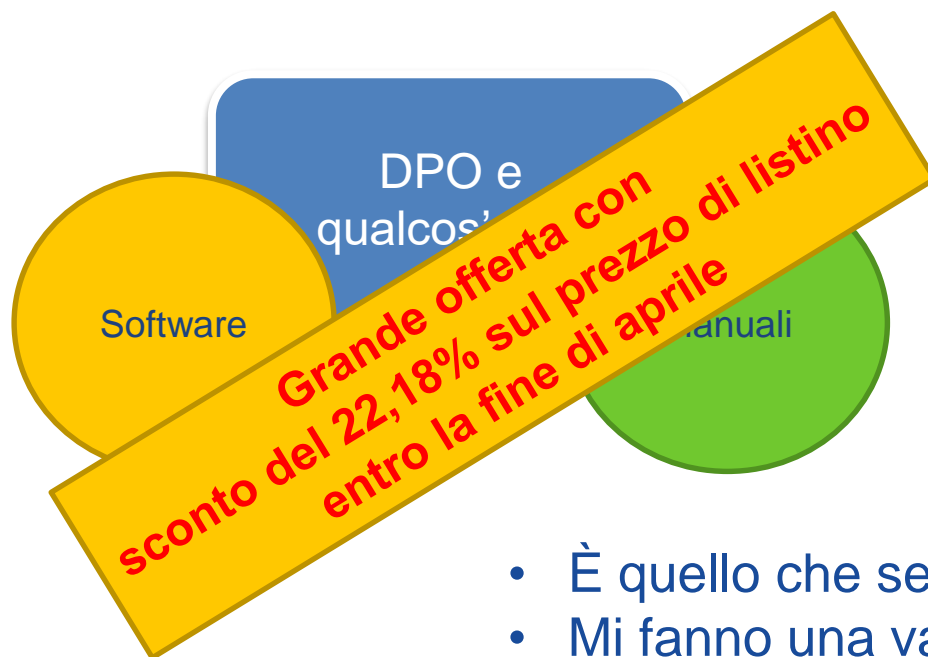 DPO e
qualcos’
Software
Grande offerta con
sconto del 22,18% sul prezzo di listino
entro la fine di aprile
• È quello che se
• Mi fanno una va